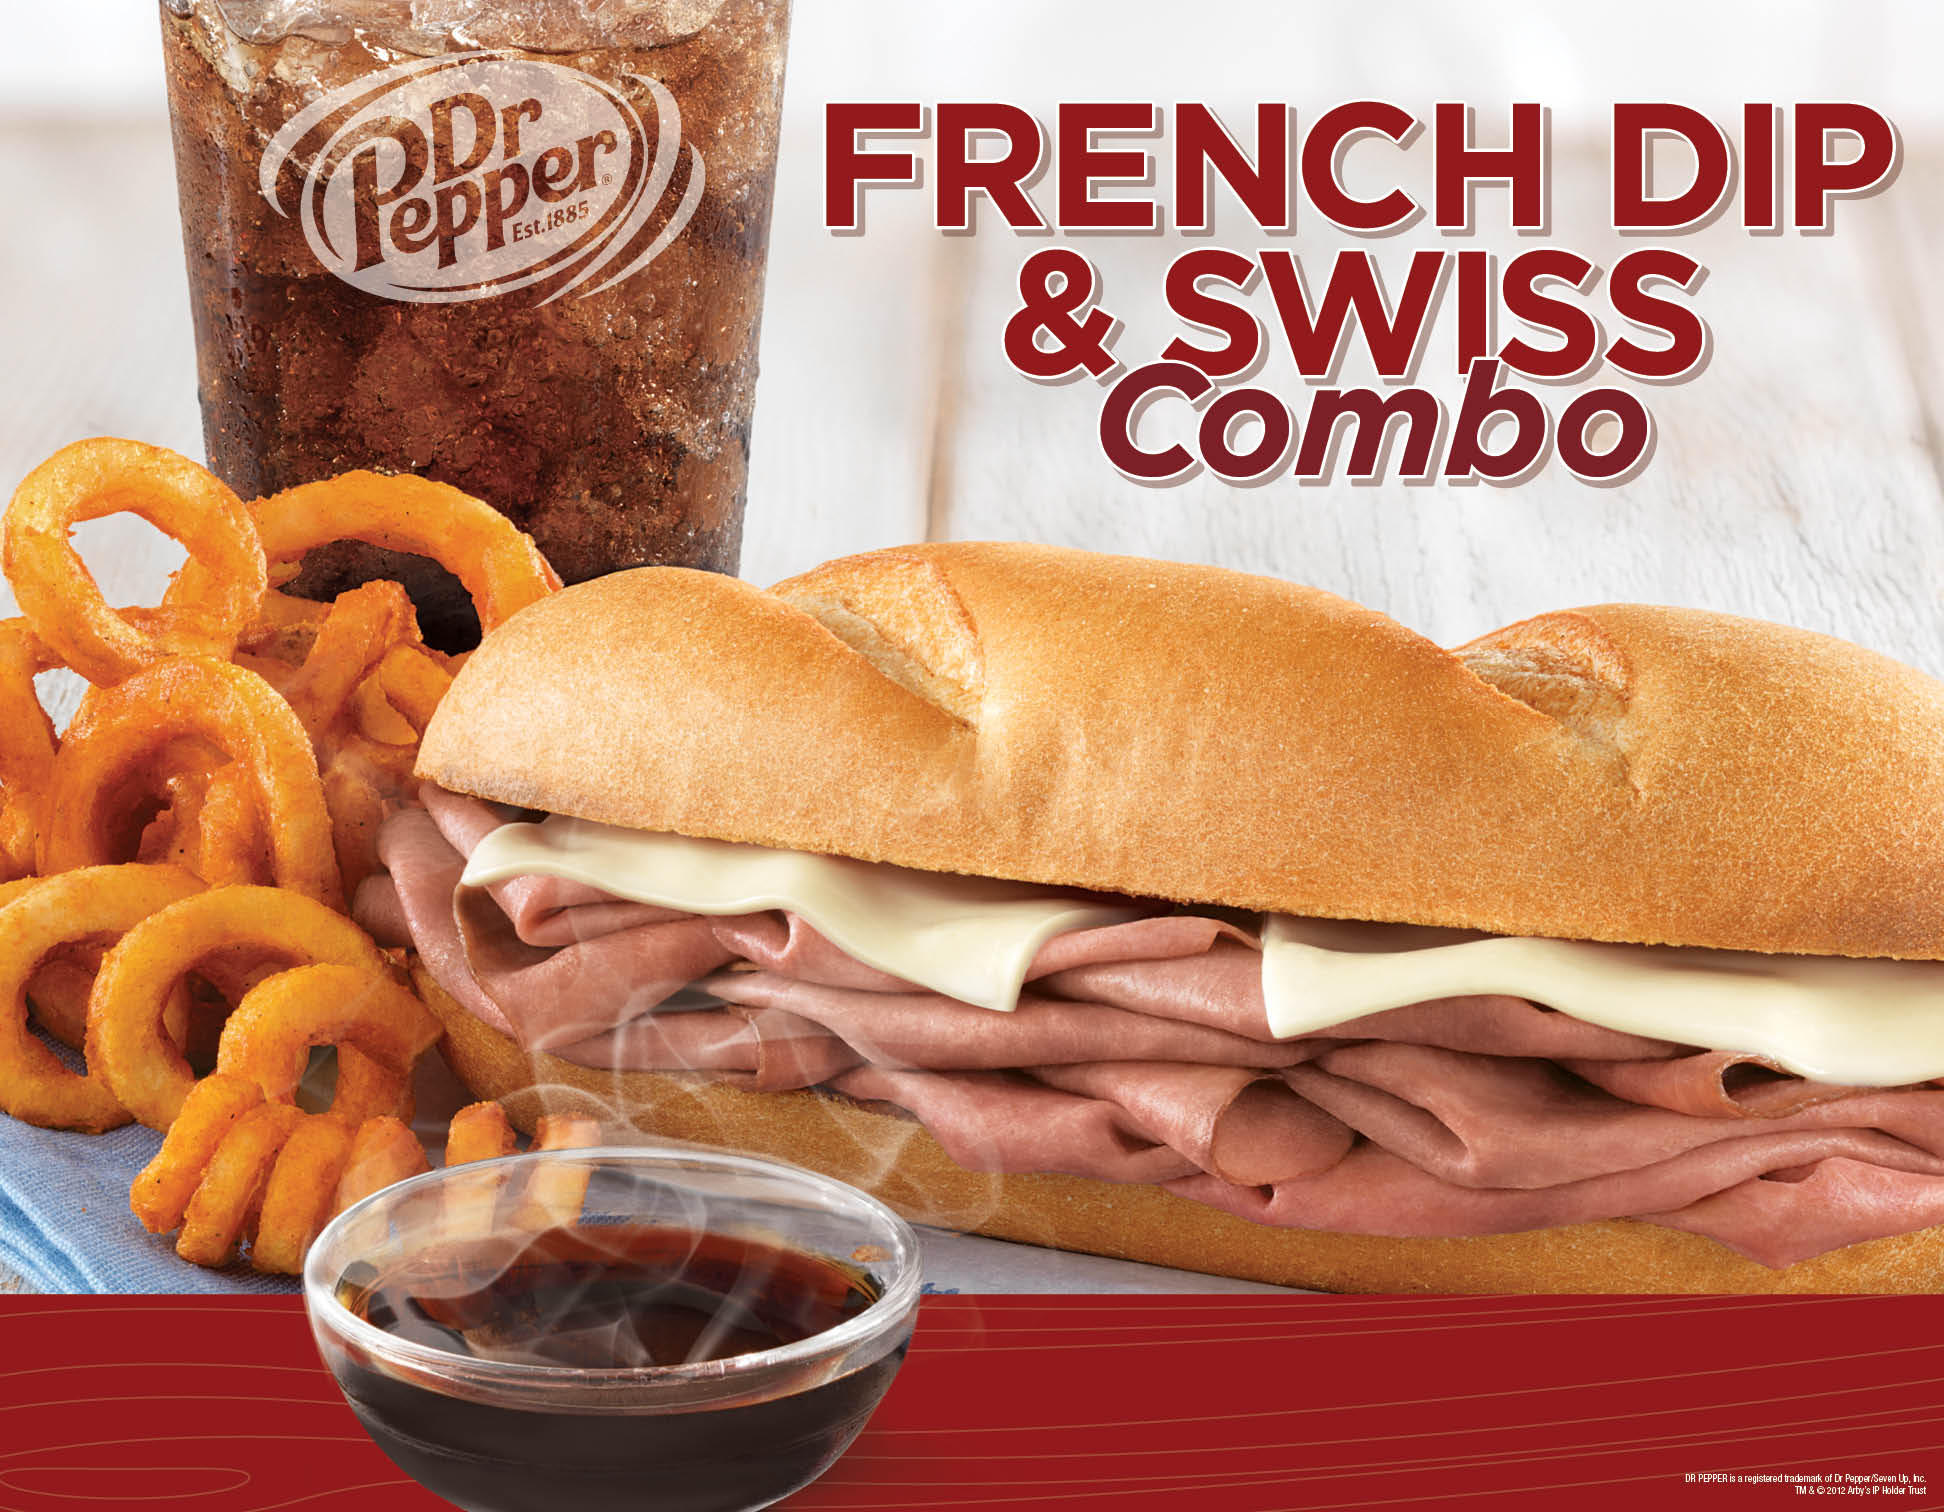 Dr
Pepper®
Est.1885
FRENCH DIP
& SWISS
Combo
DR PEPPER is a registered trademark of Dr Pepper/Seven Up, Inc.
TM & © 2012 Arby's IP Holder Trust